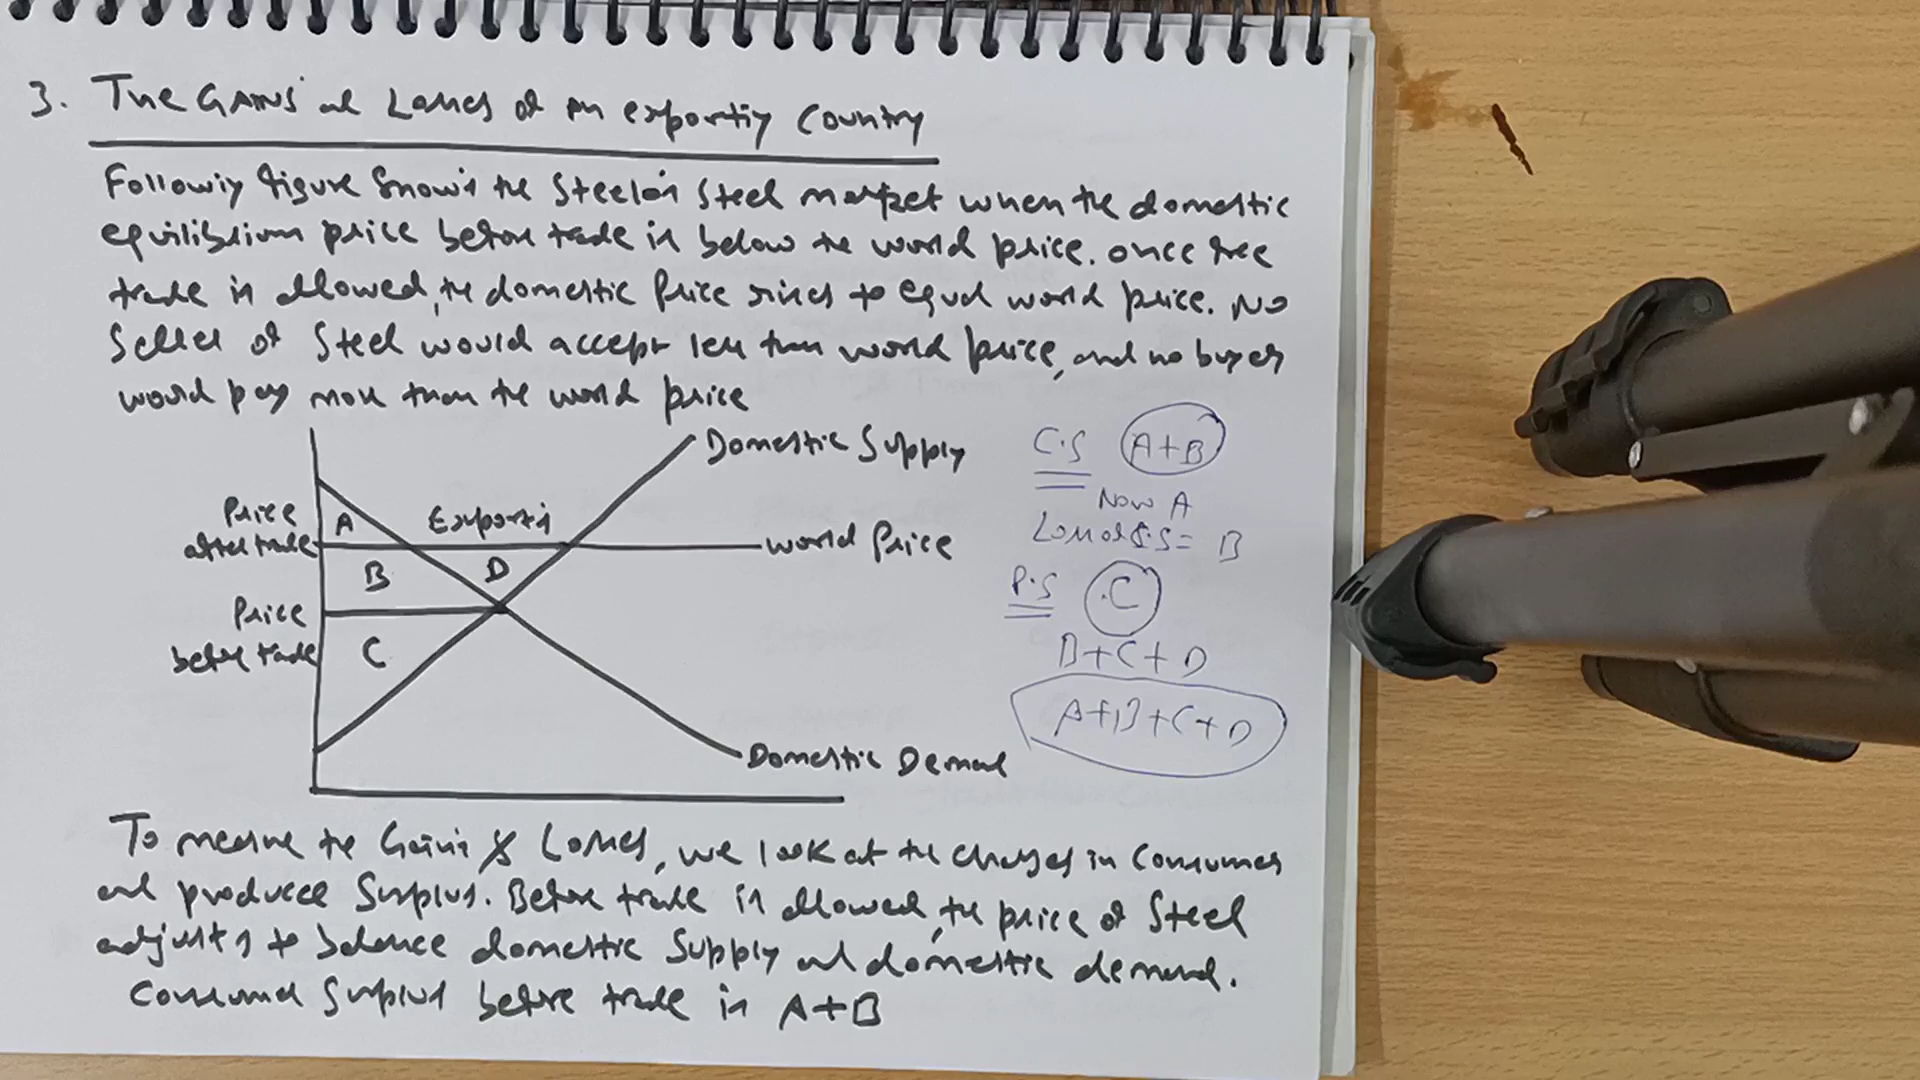 3. The GAINS and Losses of an exporting Country
Following figure Shows the Steel Market when the domestic
equilibrium price before trade is below the world price. once free
trade is allowed, the domestic Price rises to equal world price. No
Seller of Steel would accept less than world price, and no buyer
would pay more than the world price
Domestic Supply
Price after trade
A
Exports
World Price
B
D
Price before trade
C
Domestic Demand
C.S A+B
Now A
Loss of C.S = B
P.S C
B+C+D
A+B+C+D
To measure the Gains & Losses, we look at the changes in Consumer
and producer Surplus. Before trade is allowed, the price of Steel
adjusts to balance domestic Supply and domestic demand.
Consumer Surplus before trade is A+B